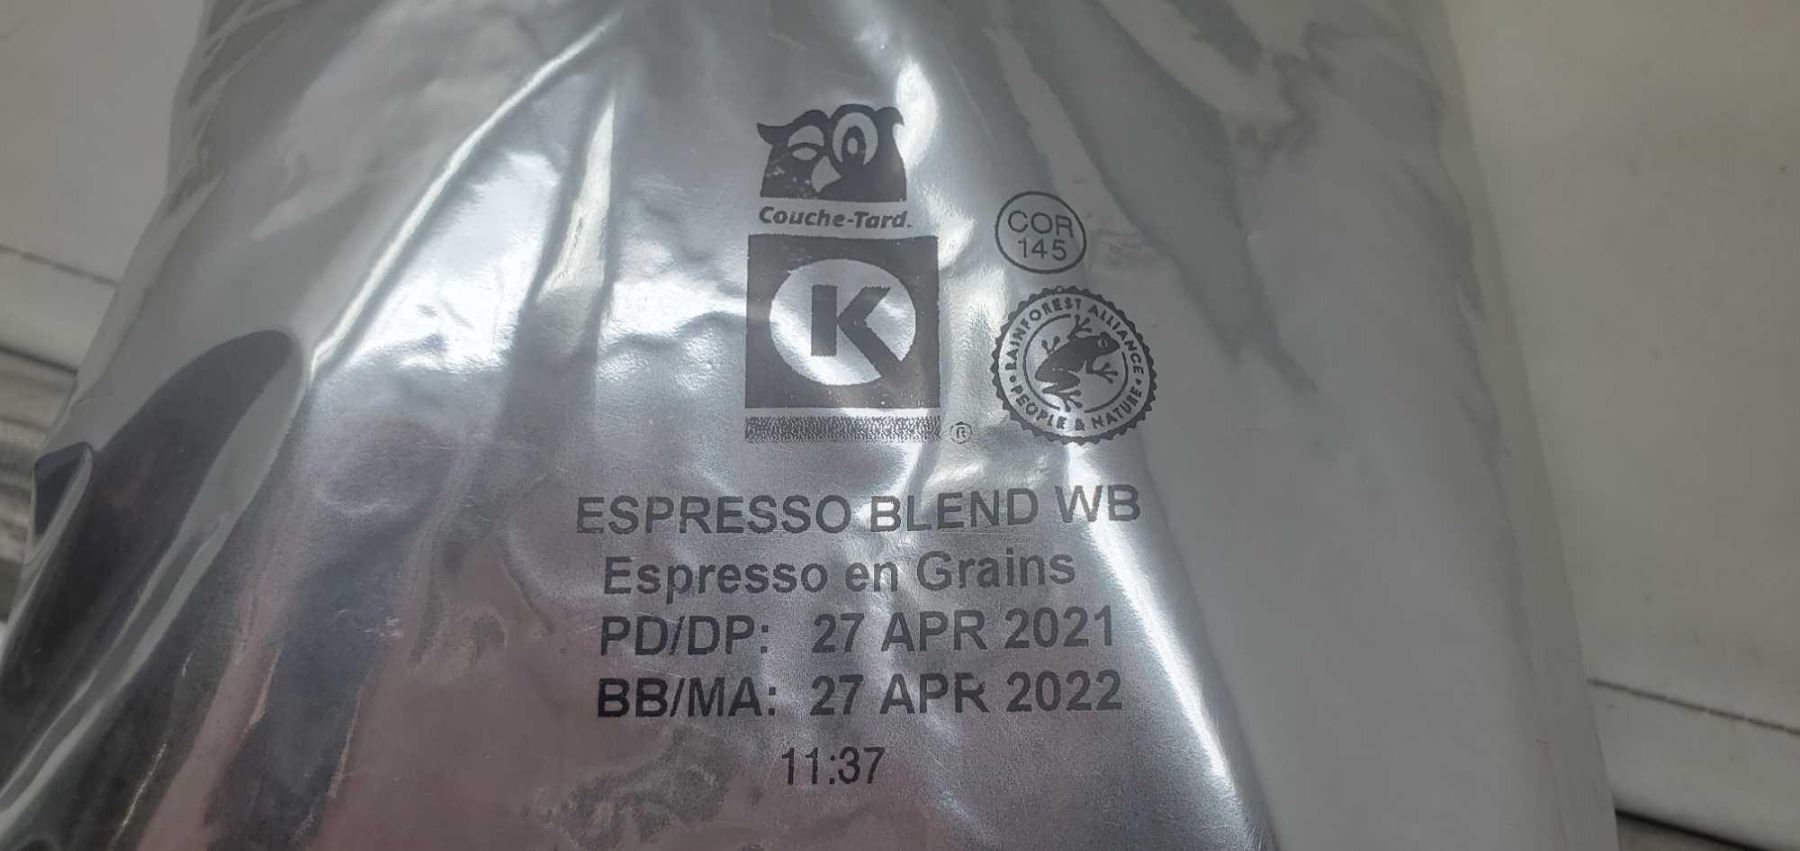 Couche-Tard.
K
®
COR
145
RAINFOREST ALLIANCE
PEOPLE & NATURE
ESPRESSO BLEND WB
Espresso en Grains
PD/DP: 27 APR 2021
BB/MA: 27 APR 2022
11:37